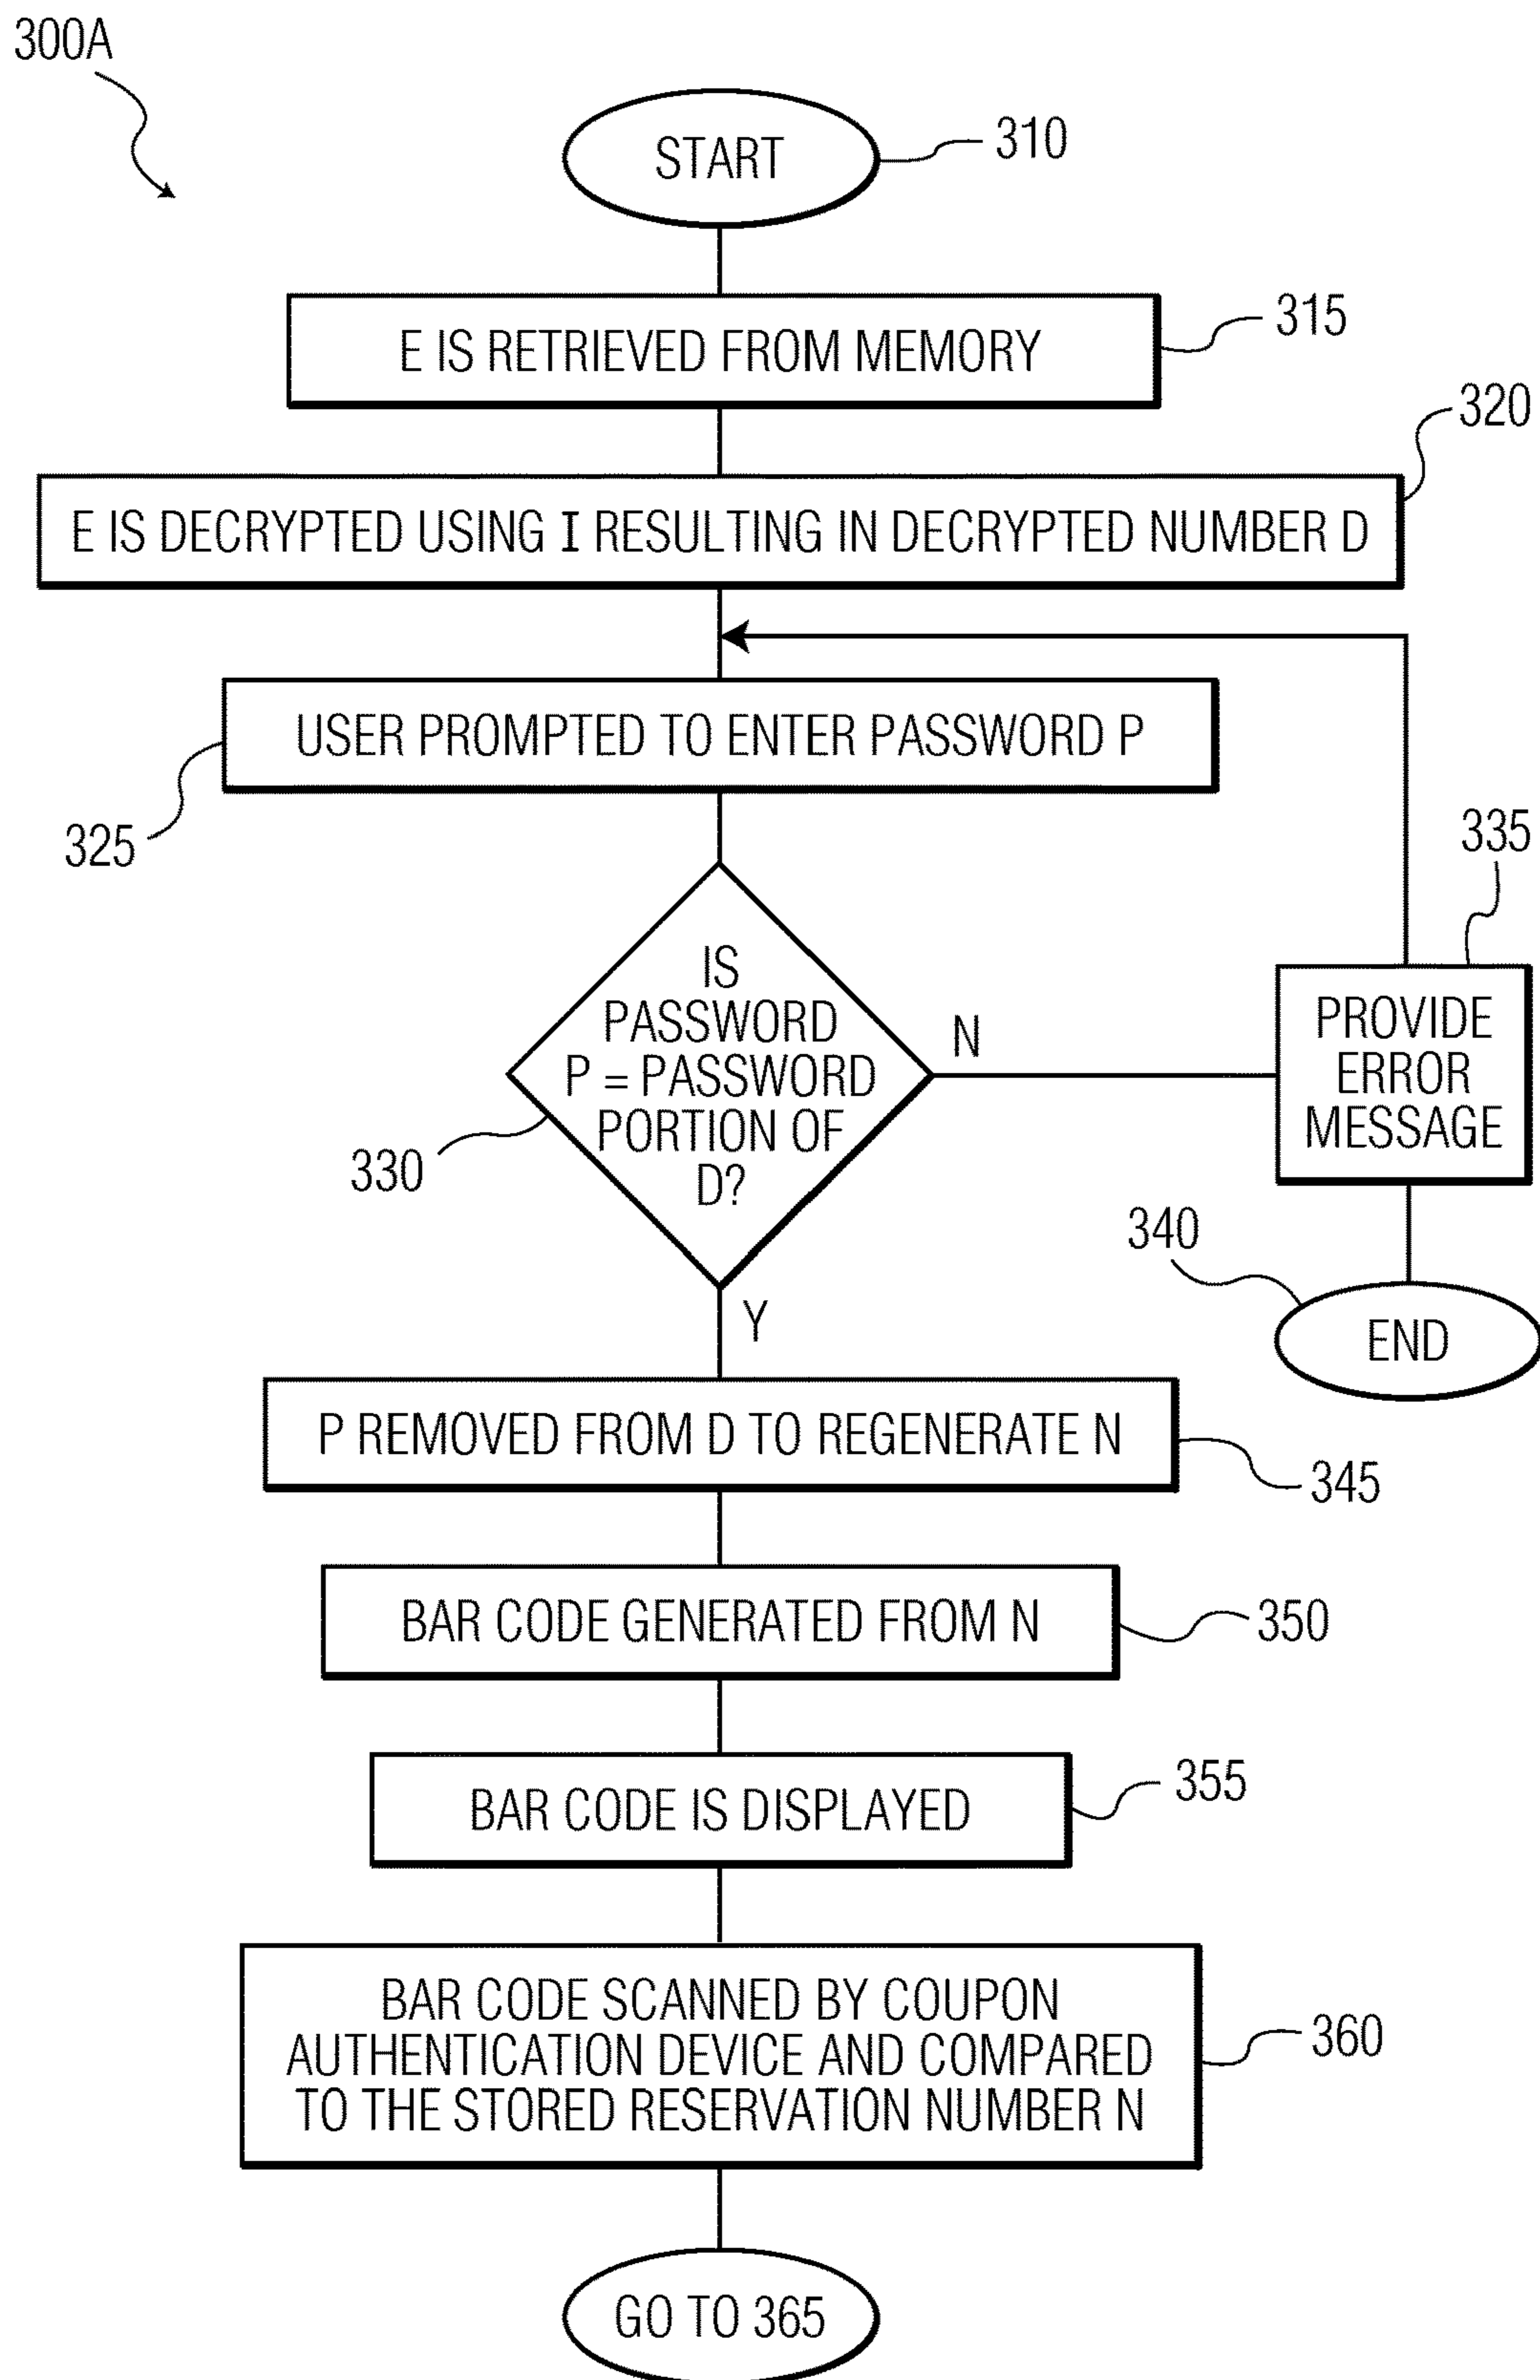 300A
START
310
E IS RETRIEVED FROM MEMORY
315
320
E IS DECRYPTED USING I RESULTING IN DECRYPTED NUMBER D
USER PROMPTED TO ENTER PASSWORD P
325
335
IS
PASSWORD
P = PASSWORD
PORTION OF
D?
N
330
PROVIDE
ERROR
MESSAGE
340
END
Y
P REMOVED FROM D TO REGENERATE N
345
BAR CODE GENERATED FROM N
350
BAR CODE IS DISPLAYED
355
BAR CODE SCANNED BY COUPON
AUTHENTICATION DEVICE AND COMPARED
TO THE STORED RESERVATION NUMBER N
360
GO TO 365